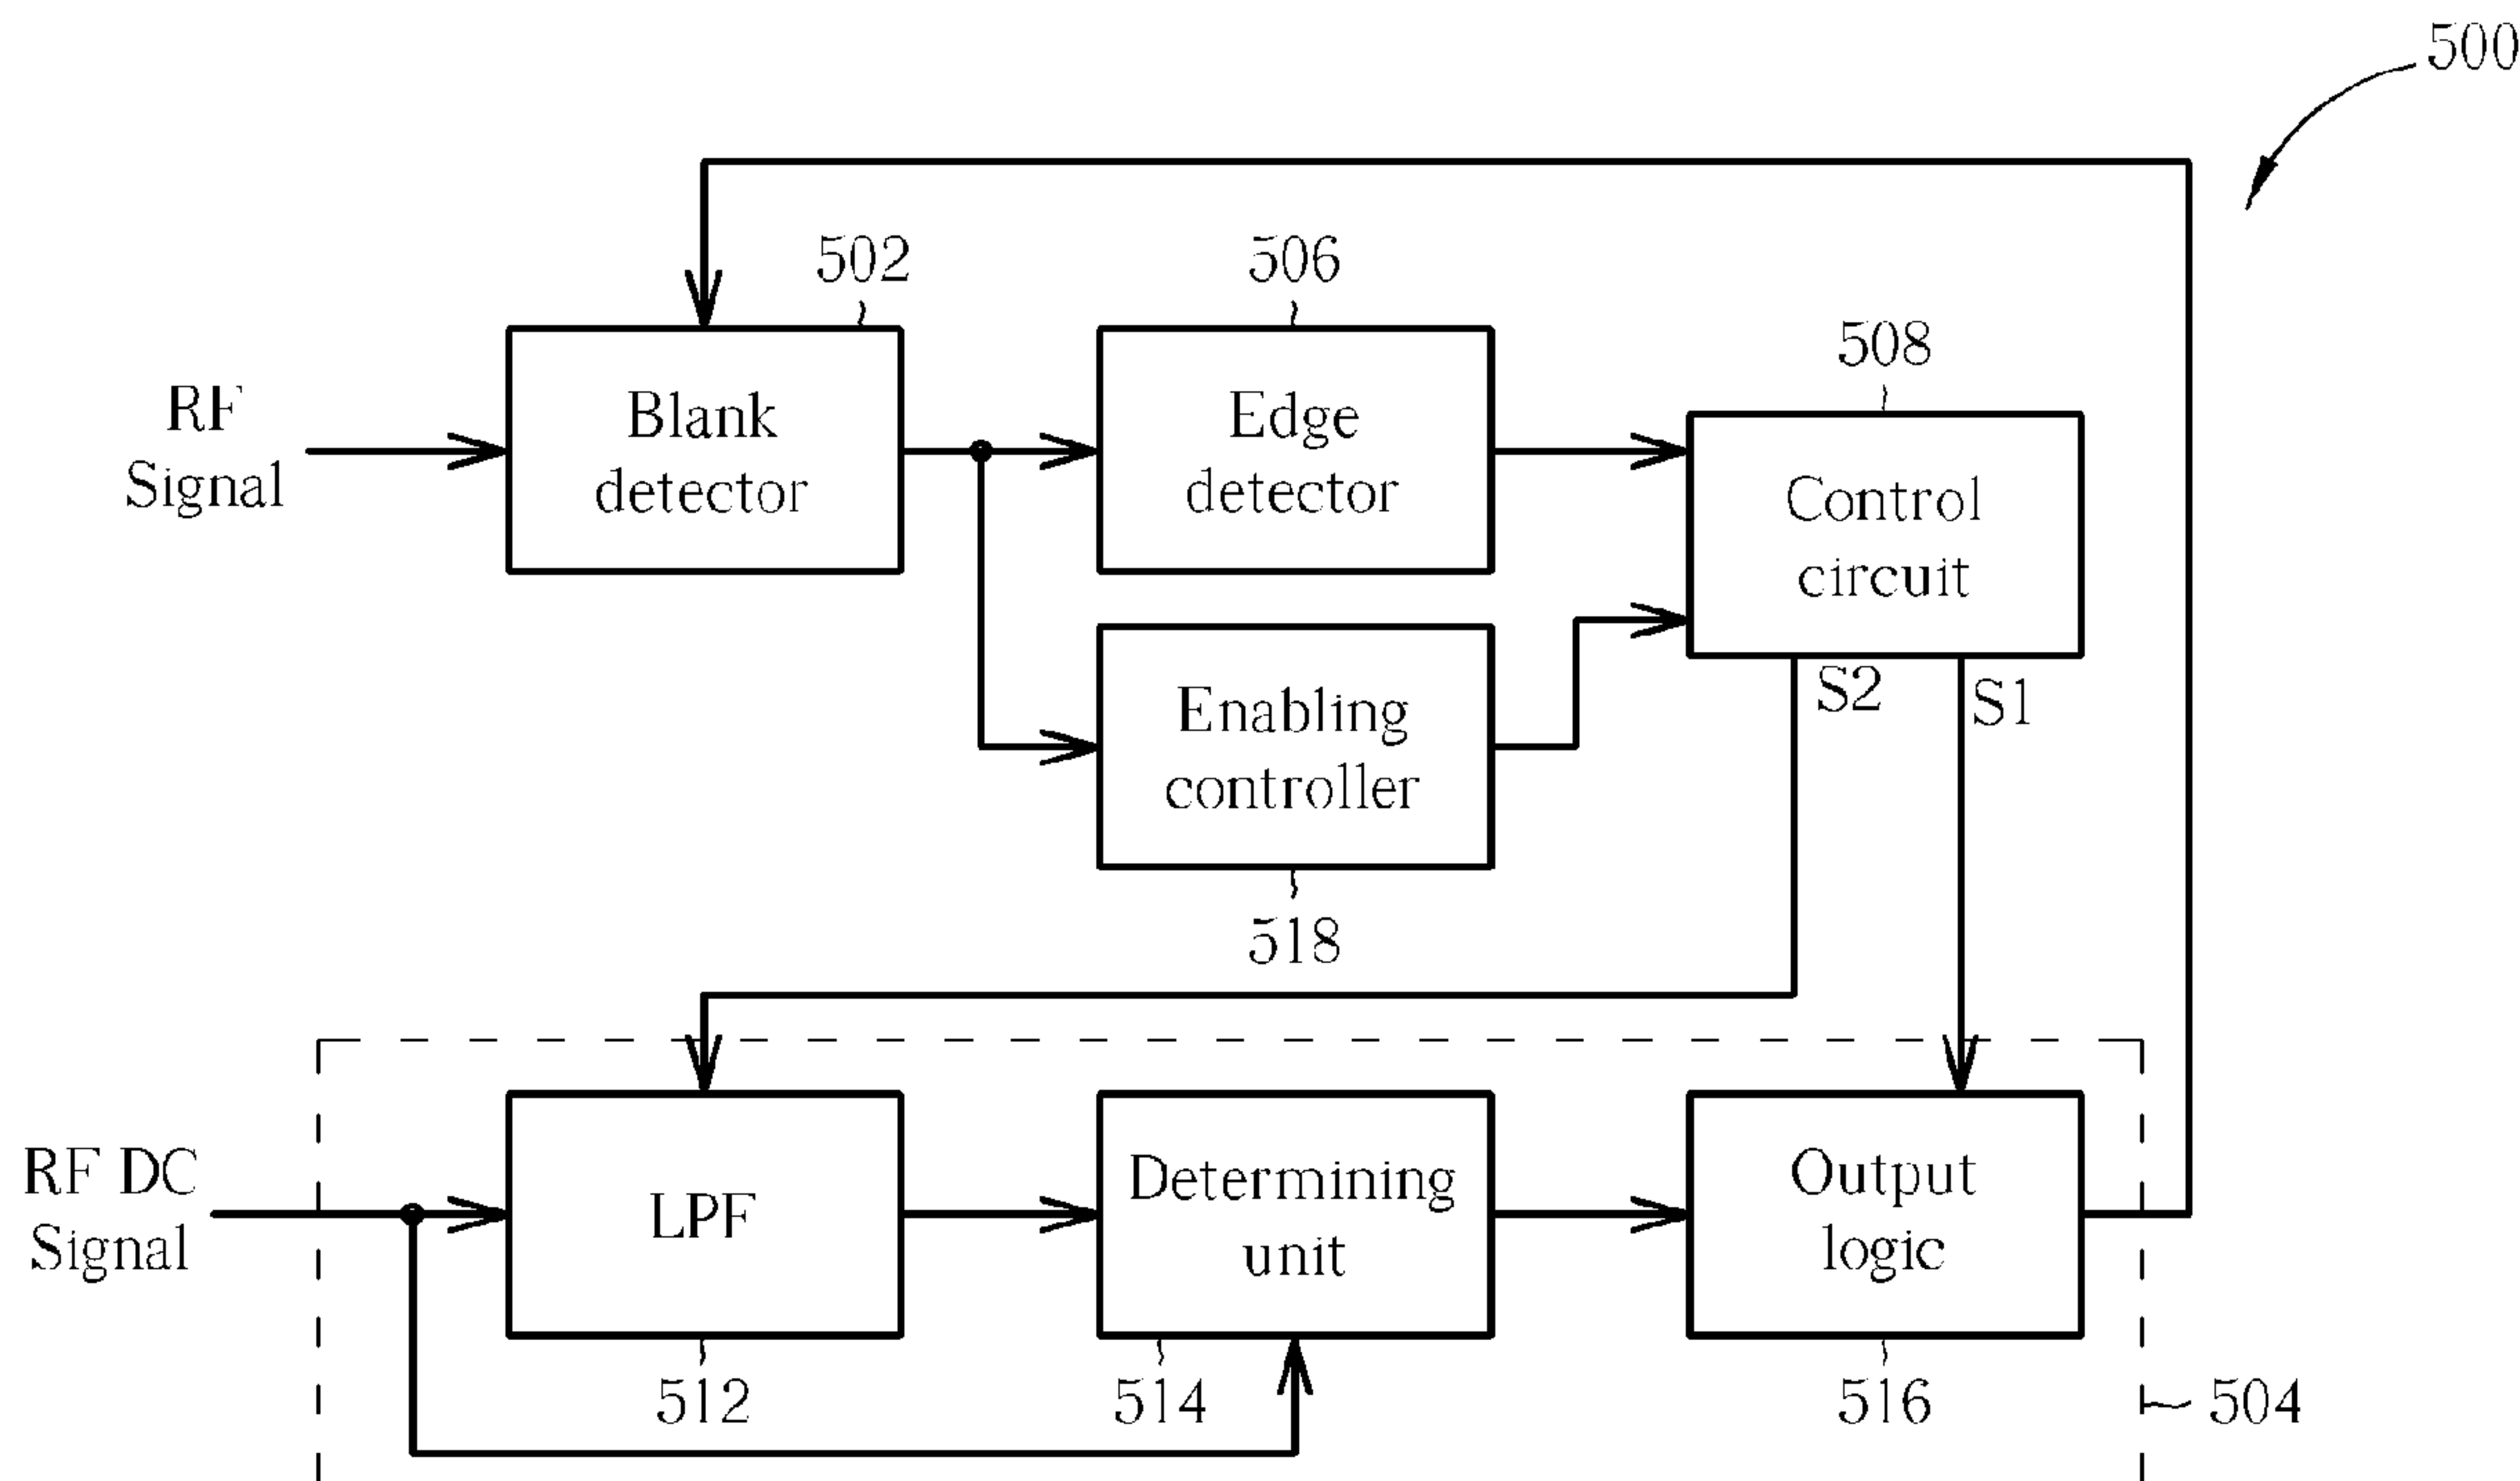 500
502
506
508
RF
Signal
Blank
detector
Edge
detector
Control
circuit
S2
S1
Enabling
controller
518
RF DC
Signal
LPF
Determining
unit
Output
logic
512
514
516
504